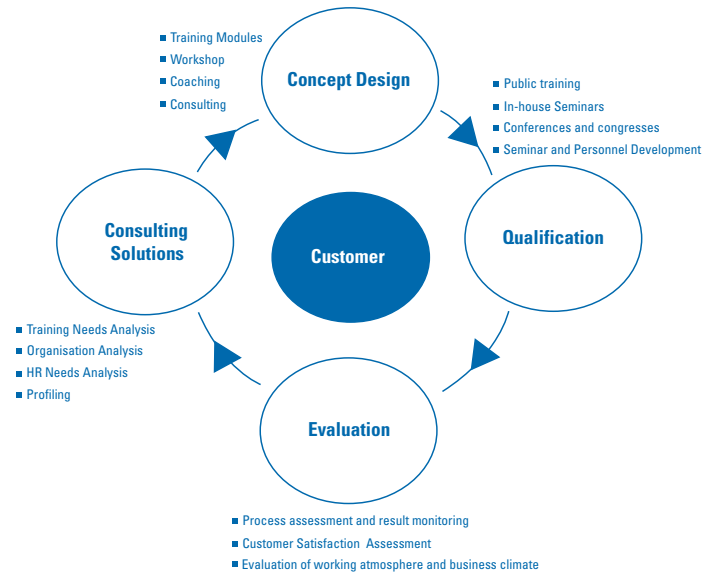 Training Modules
Workshop
Coaching
Consulting
Concept Design
Public training
In-house Seminars
Conferences and congresses
Seminar and Personnel Development
Consulting
Solutions
Customer
Qualification
Training Needs Analysis
Organisation Analysis
HR Needs Analysis
Profiling
Evaluation
Process assessment and result monitoring
Customer Satisfaction Assessment
Evaluation of working atmosphere and business climate